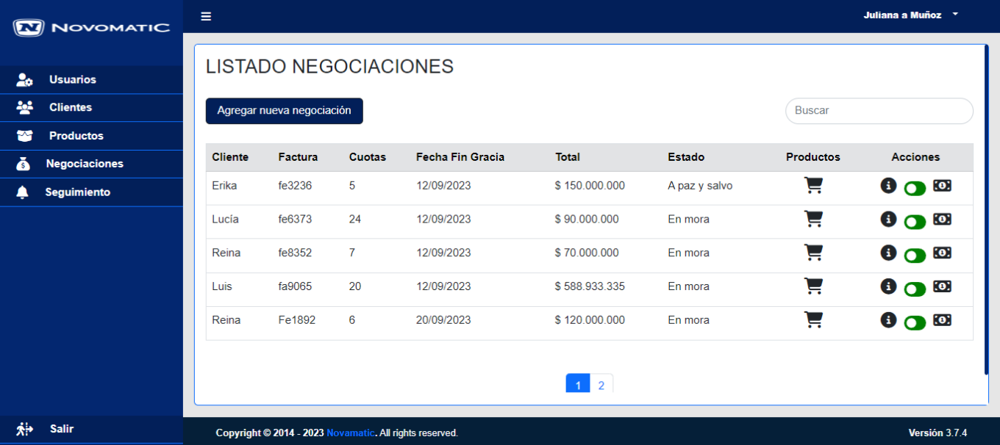 NOVOMATIC
Juliana a Muñoz
Usuarios
Clientes
Productos
Negociaciones
Seguimiento
Salir
LISTADO NEGOCIACIONES
Agregar nueva negociación
Buscar
Cliente Factura Cuotas Fecha Fin Gracia Total Estado Productos Acciones
Erika fe3236 5 12/09/2023 $ 150.000.000 A paz y salvo
Lucía fe6373 24 12/09/2023 $ 90.000.000 En mora
Reina fe8352 7 12/09/2023 $ 70.000.000 En mora
Luis fa9065 20 12/09/2023 $ 588.933.335 En mora
Reina Fe1892 6 20/09/2023 $ 120.000.000 En mora
1 2
Copyright © 2014 - 2023 Novamatic. All rights reserved. Versión 3.7.4